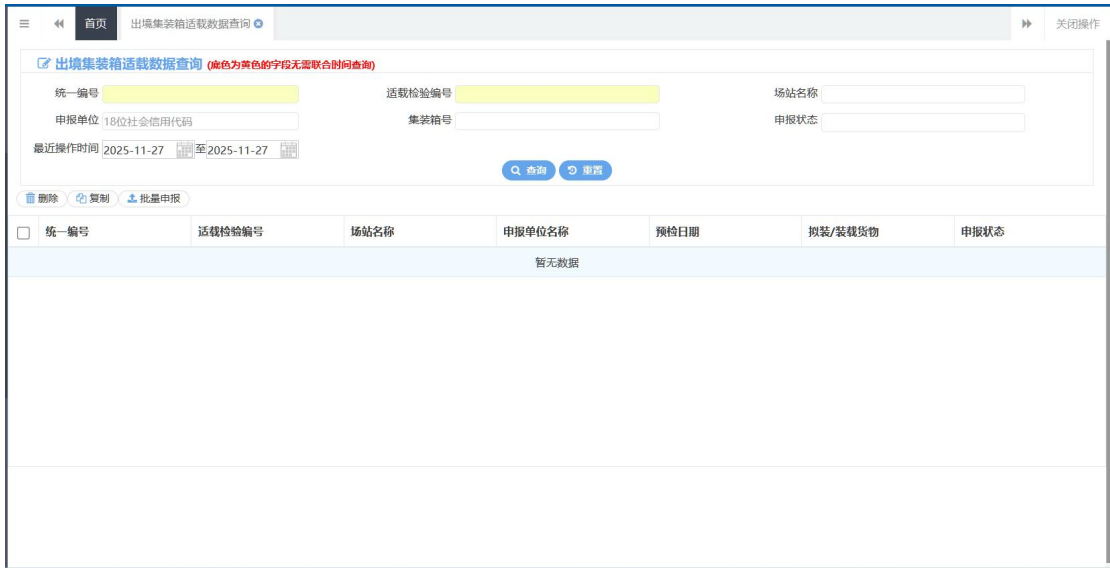 首页 出境集装箱适载数据查询 关闭操作
出境集装箱适载数据查询 (底色为黄色的字段无需联合时间查询)
统一编号 适载检验编号 场站名称
申报单位 18位社会信用代码 集装箱号 申报状态
最近操作时间 2025-11-27 至 2025-11-27
查询 重置
删除 复制 批量申报
统一编号 适载检验编号 场站名称 申报单位名称 预检日期 拟装/装载货物 申报状态
暂无数据